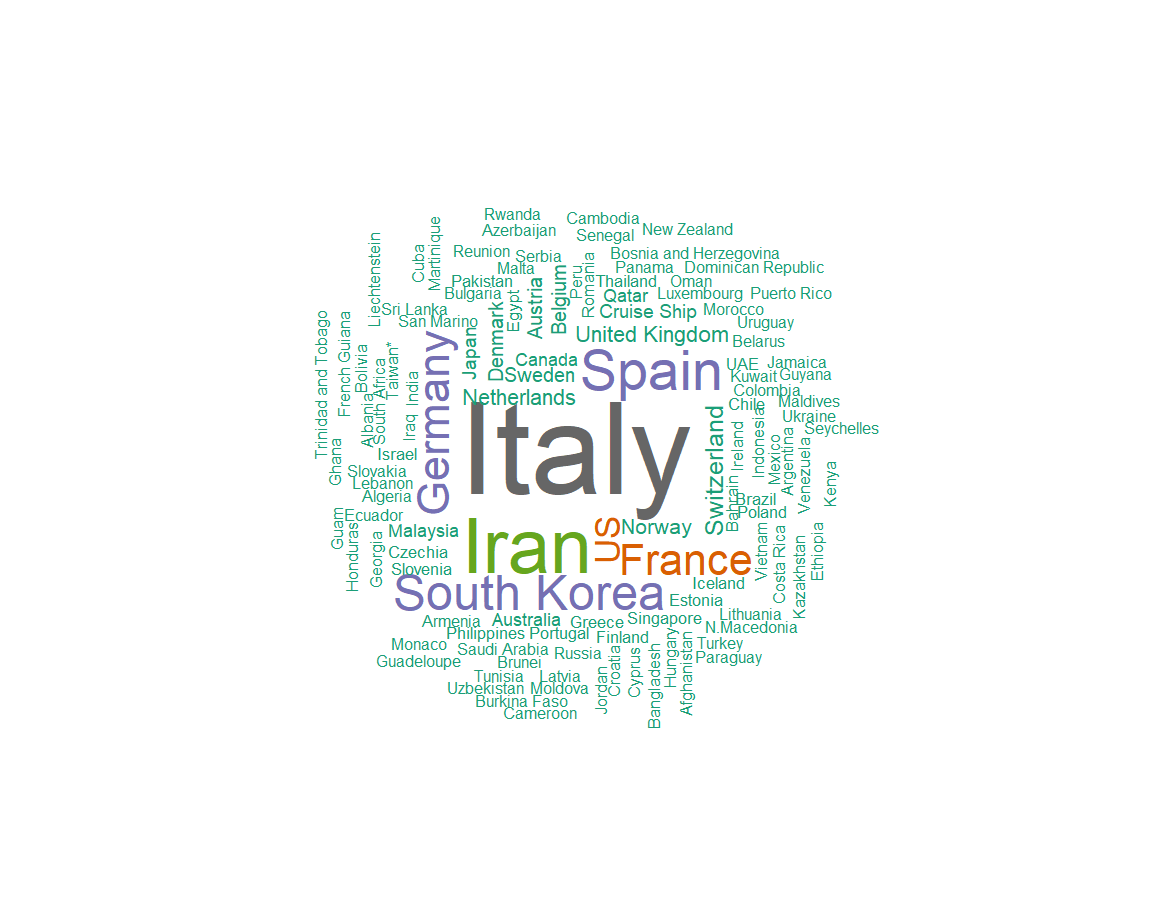 Rwanda
Cambodia
Azerbaijan
Senegal
New Zealand
Martinique
Liechtenstein
Cuba
Reunion
Serbia
Bosnia and Herzegovina
Malta
Peru
Romania
Panama
Dominican Republic
Pakistan
Austria
Belgium
Thailand
Oman
Bulgaria
Egypt
Qatar
Luxembourg
Puerto Rico
Sri Lanka
San Marino
Denmark
Cruise Ship
Morocco
Uruguay
Trinidad and Tobago
French Guiana
Bolivia
Taiwan*
Germany
Japan
United Kingdom
Belarus
Canada
Sweden
Spain
UAE
Jamaica
Kuwait
Guyana
South Africa
India
Netherlands
Colombia
Albania
Iraq
Italy
Switzerland
Chile
Maldives
Ukraine
Ireland
Indonesia
Seychelles
Ghana
Israel
Mexico
Argentina
Venezuela
Kenya
Slovakia
Lebanon
Algeria
Bahrain
Brazil
Poland
Guam
Ecuador
Honduras
Georgia
Malaysia
Iran
US
Norway
Vietnam
Costa Rica
Kazakhstan
Ethiopia
Czechia
France
Slovenia
South Korea
Iceland
Estonia
Armenia
Australia
Greece
Singapore
Lithuania
N.Macedonia
Philippines
Portugal
Finland
Turkey
Monaco
Saudi Arabia
Russia
Croatia
Cyprus
Bangladesh
Hungary
Afghanistan
Paraguay
Guadeloupe
Brunei
Jordan
Tunisia
Latvia
Uzbekistan
Moldova
Burkina Faso
Cameroon